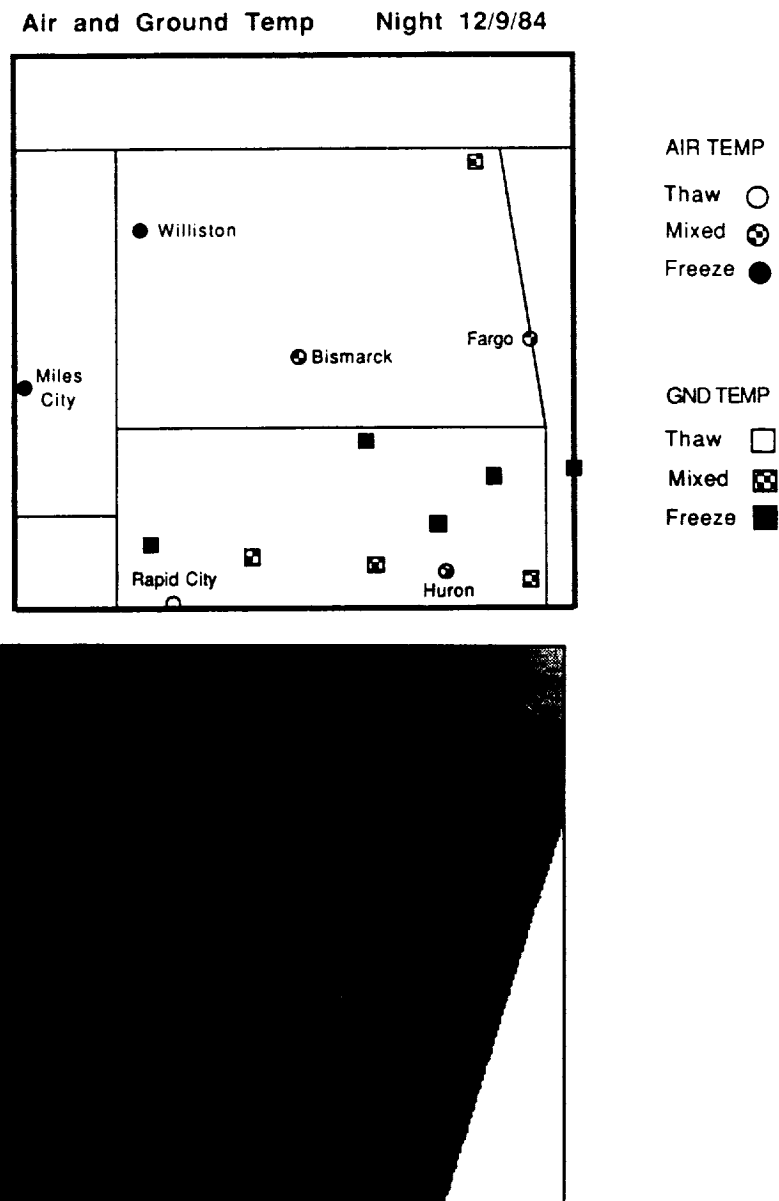 Air and Ground Temp Night 12/9/84
AIR TEMP
Thaw
Mixed
Freeze
Williston
Fargo
Bismarck
Miles
City
GND TEMP
Thaw
Mixed
Freeze
Rapid City
Huron